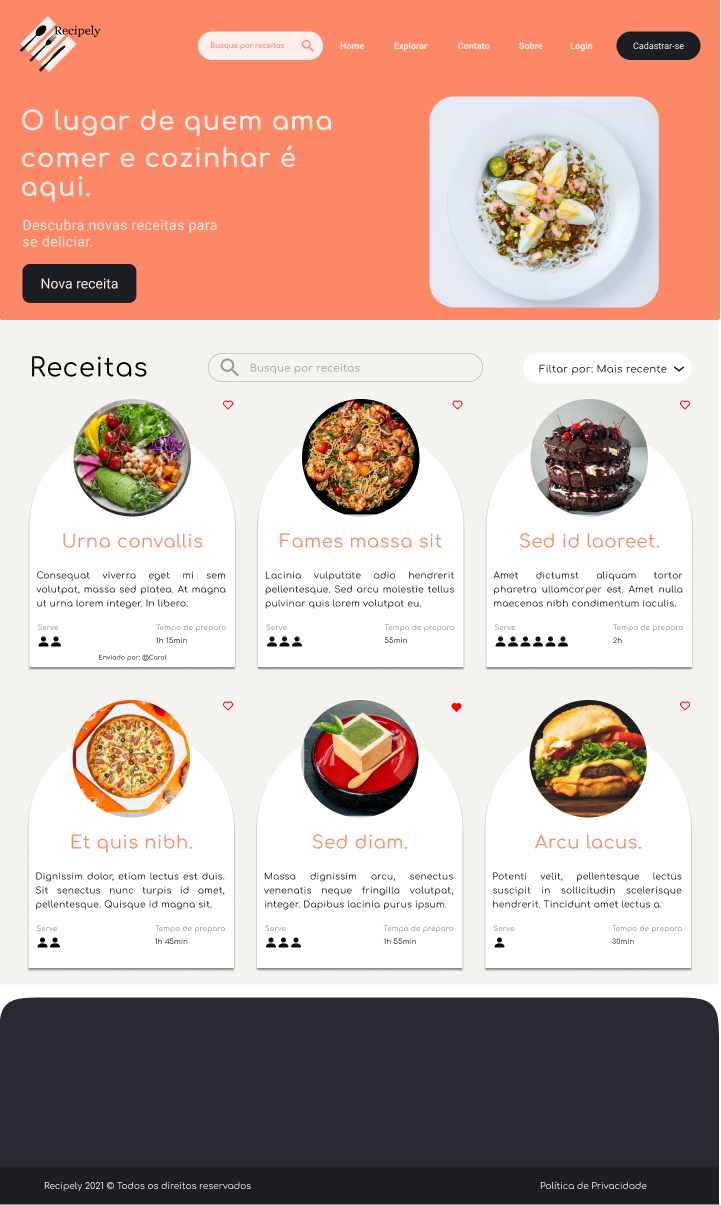 Recipely
Busque por receitas
Home
Explorar
Contato
Sobre
Login
Cadastrar-se
O lugar de quem ama
comer e cozinhar é
aqui.
Descubra novas receitas para
se deliciar.
Nova receita
Receitas
Busque por receitas
Filtar por: Mais recente
Urna convallis
Consequat viverra eget mi sem
volutpat, massa sed platea. At magna
ut urna lorem integer. In libero.
Serve
Tempo de preparo
1h 15min
Enviado por: @Carol
Fames massa sit
Lacinia vulputate odio hendrerit
pellentesque. Sed arcu molestie tellus
pulvinar quis lorem volutpat eu.
Serve
Tempo de preparo
55min
Sed id laoreet.
Amet dictumst aliquam tortor
pharetra ullamcorper est. Amet nulla
maecenas nibh condimentum iaculis.
Serve
Tempo de preparo
2h
Et quis nibh.
Dignissim dolor, etiam lectus est duis.
Sit senectus nunc turpis id amet,
pellentesque. Quisque id magna sit.
Serve
Tempo de preparo
1h 45min
Sed diam.
Massa dignissim arcu, senectus
venenatis neque fringilla volutpat,
integer. Dapibus lacinia purus ipsum.
Serve
Tempo de preparo
1h 55min
Arcu lacus.
Potenti velit, pellentesque lectus
suscipit in sollicitudin scelerisque
hendrerit. Tincidunt amet lectus a.
Serve
Tempo de preparo
30min
Recipely 2021 © Todos os direitos reservados
Política de Privacidade